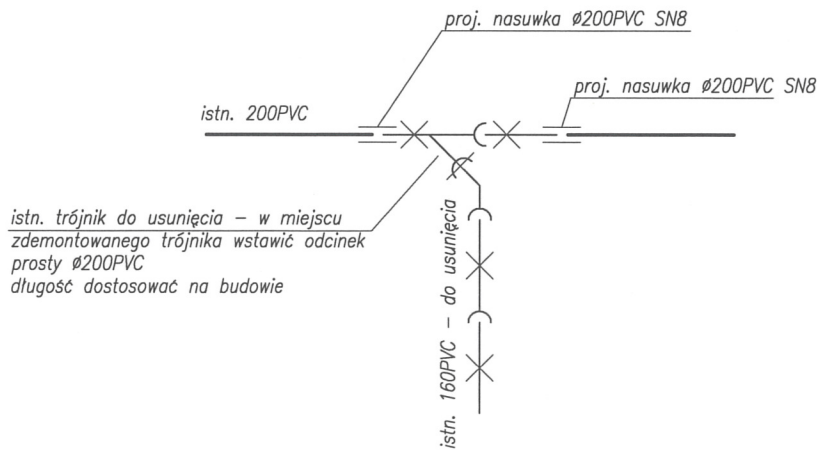 proj. nasuwka ø200PVC SN8
proj. nasuwka ø200PVC SN8
istn. 200PVC
istn. trójnik do usunięcia – w miejscu
zdemontowanego trójnika wstawić odcinek
prosty ø200PVC
długość dostosować na budowie
istn. 160PVC – do usunięcia